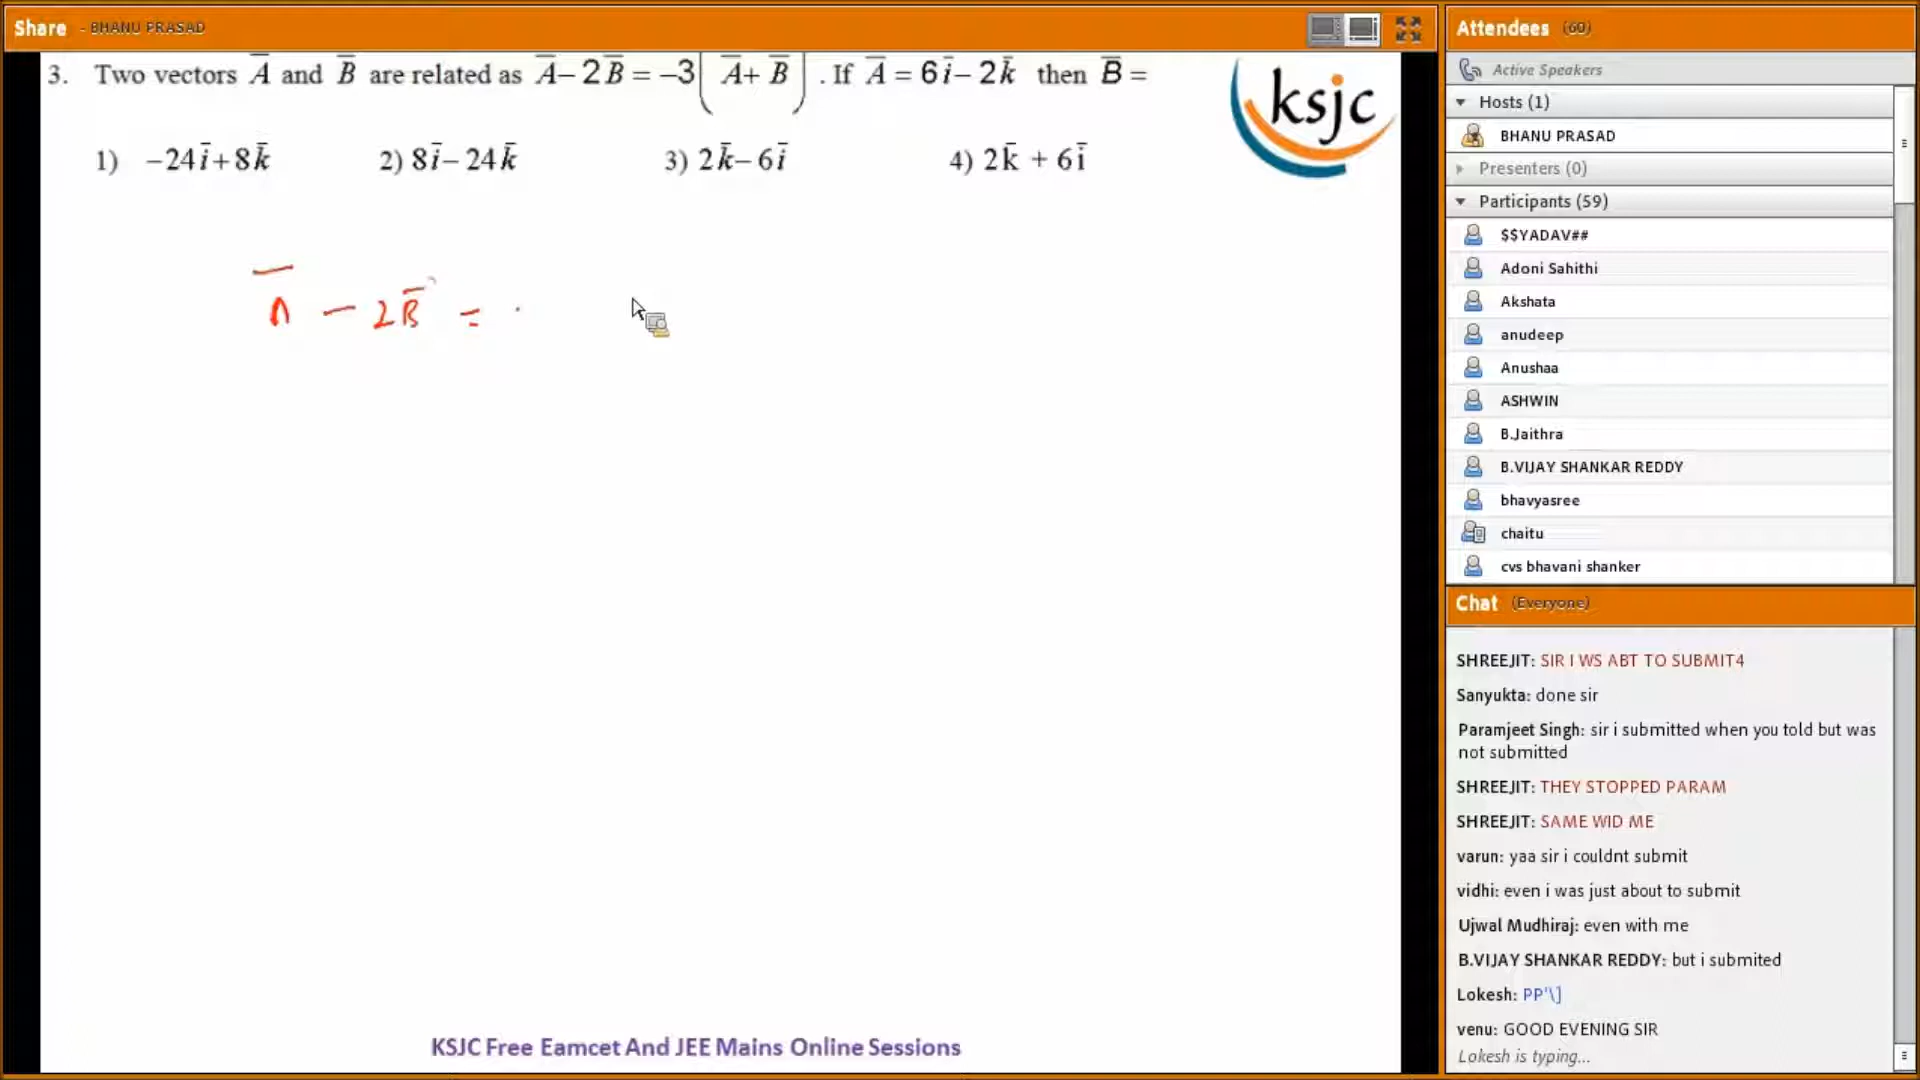 Share - BHANU PRASAD
3. Two vectors A̅ and B̅ are related as A̅ – 2B̅ = –3( A̅ + B̅ ) . If A̅ = 6i̅ – 2k̅ then B̅ =
1) –24i̅ + 8k̅ 2) 8i̅ – 24k̅ 3) 2k̅ – 6i̅ 4) 2k̅ + 6i̅
ksjc
A̅ – 2B̅ =
KSJC Free Eamcet And JEE Mains Online Sessions
Attendees (60)
Active Speakers
Hosts (1)
BHANU PRASAD
Presenters (0)
Participants (59)
$$YADAV##
Adoni Sahithi
Akshata
anudeep
Anushaa
ASHWIN
B.Jaithra
B.VIJAY SHANKAR REDDY
bhavyasree
chaitu
cvs bhavani shanker
Chat (Everyone)
SHREEJIT: SIR I WS ABT TO SUBMIT4
Sanyukta: done sir
Paramjeet Singh: sir i submitted when you told but was
not submitted
SHREEJIT: THEY STOPPED PARAM
SHREEJIT: SAME WID ME
varun: yaa sir i couldnt submit
vidhi: even i was just about to submit
Ujwal Mudhiraj: even with me
B.VIJAY SHANKAR REDDY: but i submited
Lokesh: PP'\]
venu: GOOD EVENING SIR
Lokesh is typing...